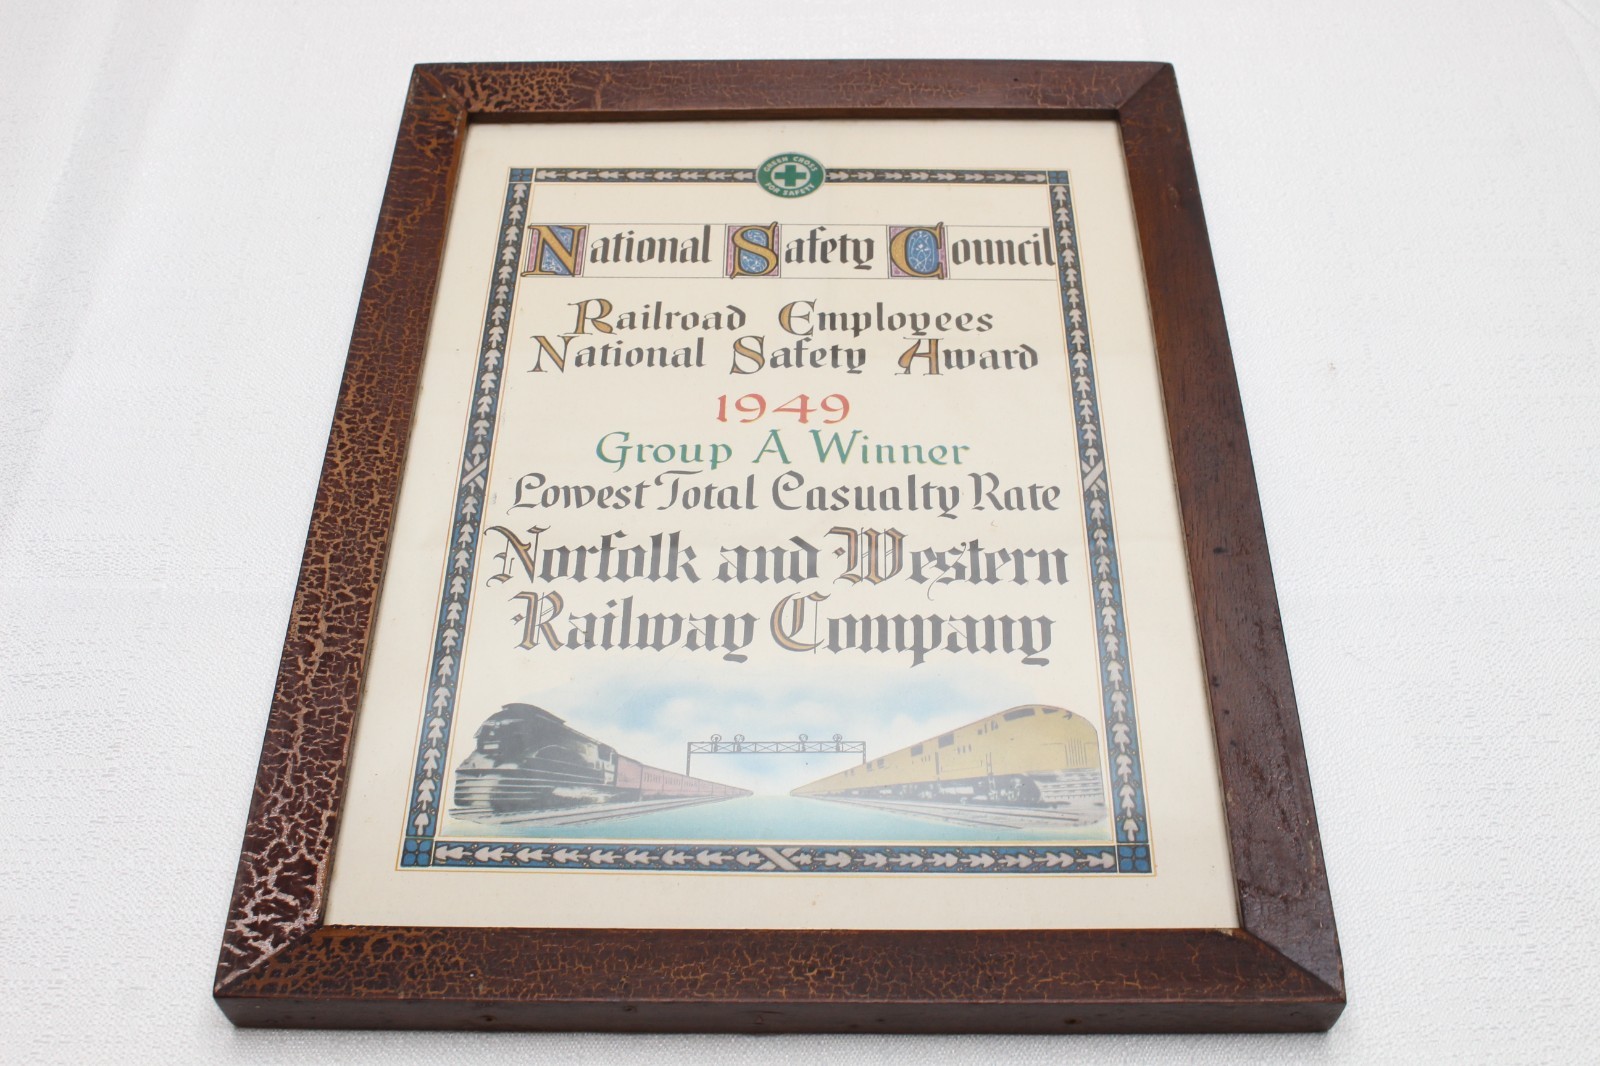 GREEN CROSS
FOR SAFETY
National Safety Council
Railroad Employees
National Safety Award
1949
Group A Winner
Lowest Total Casualty Rate
Norfolk and Western
Railway Company